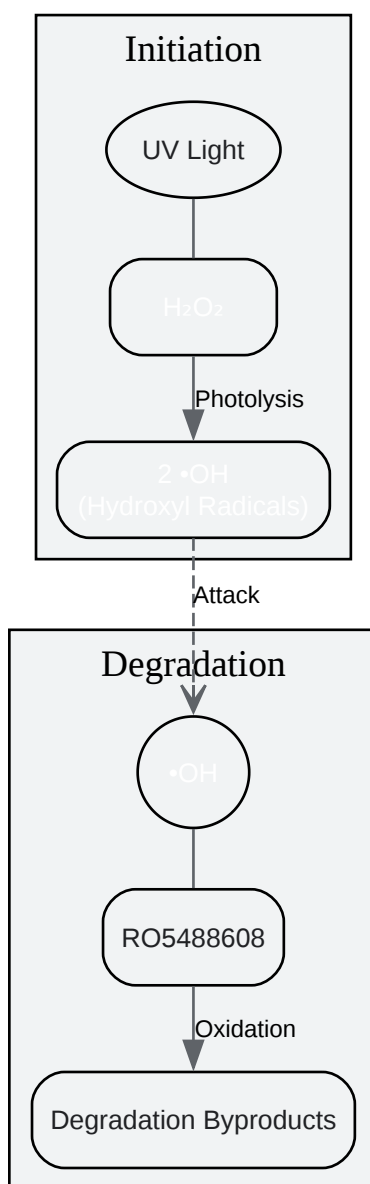 Initiation
UV Light
H₂O₂
Photolysis
2 •OH
(Hydroxyl Radicals)
Attack
Degradation
•OH
RO5488608
Oxidation
Degradation Byproducts